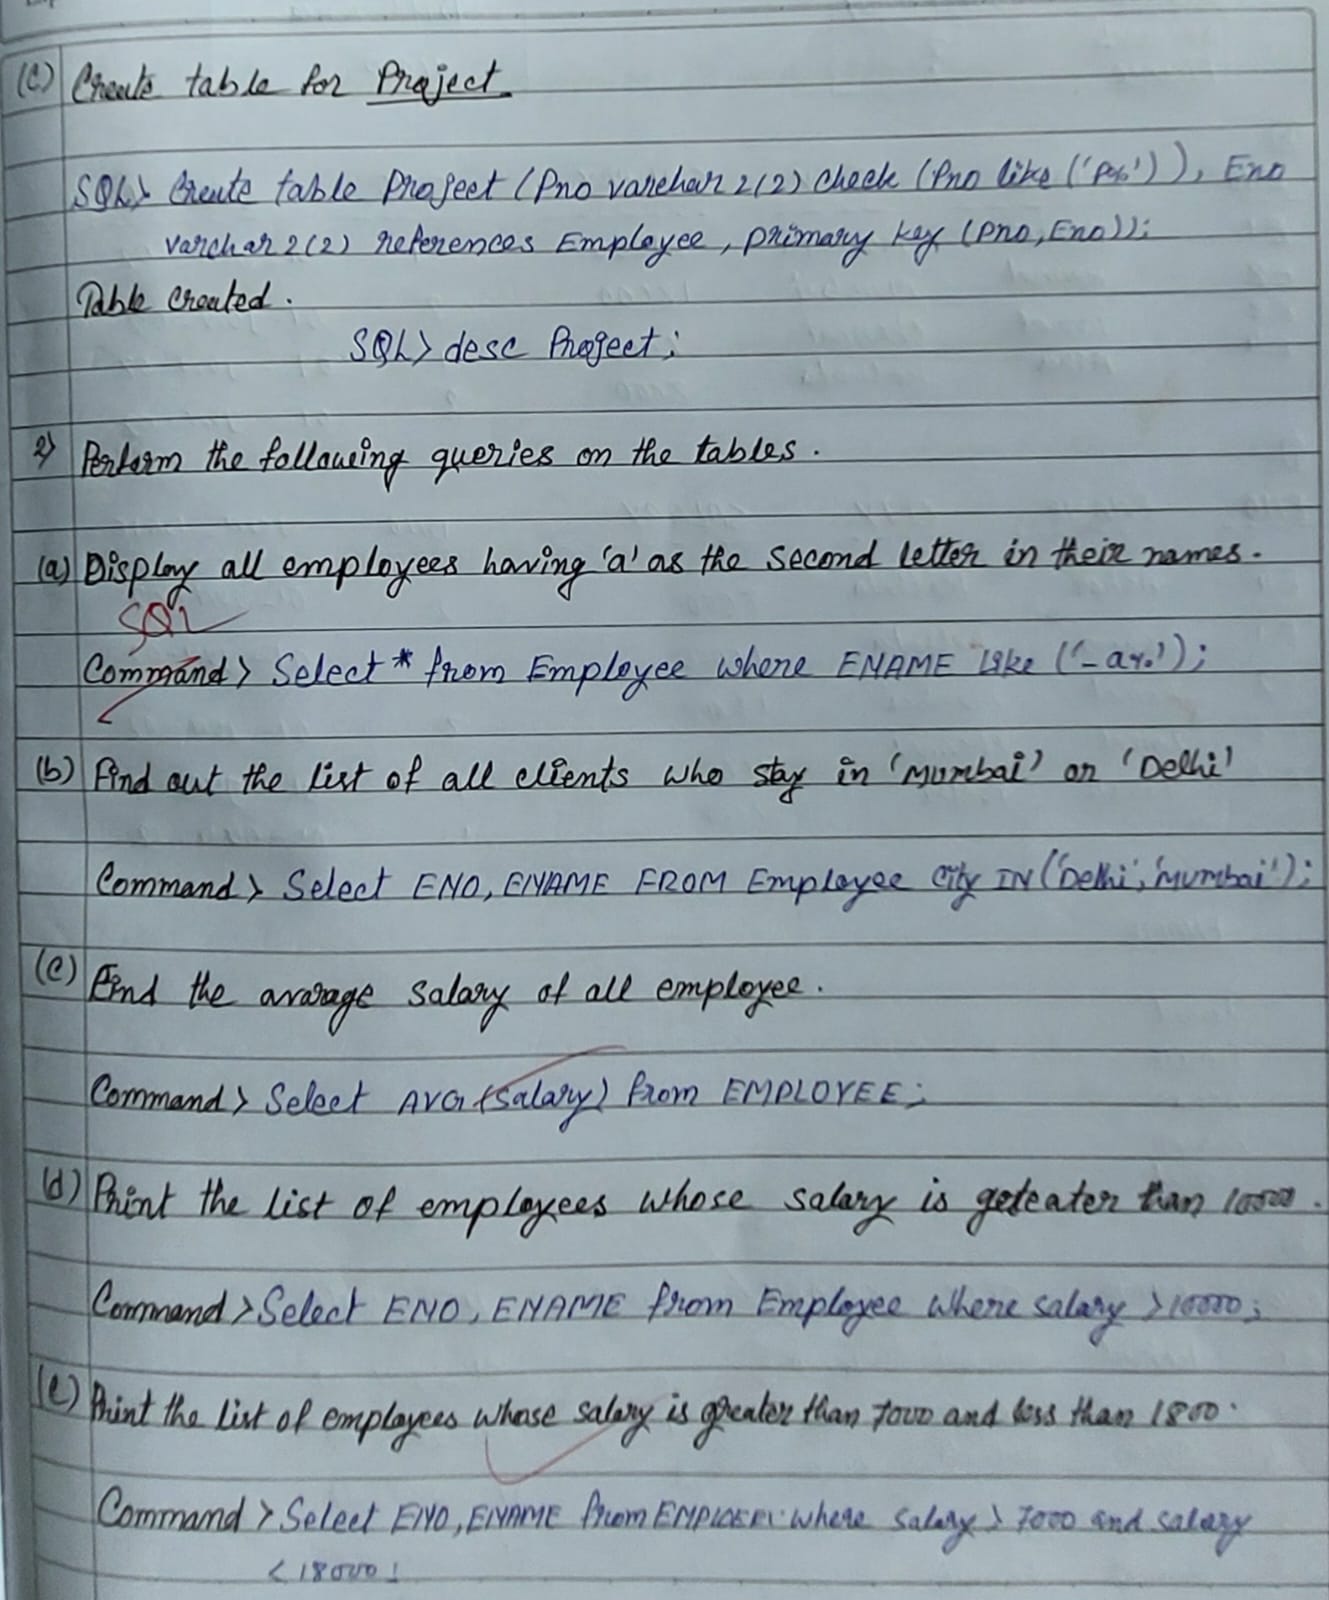 (C) Create table for Project.
SQL> Create table Project (Pno varchar2(2) check (Pno like ('P%')), Eno
varchar2(2) references Employee, primary key (Pno, Eno));
Table created.
SQL> desc Project;
2) Perform the following queries on the tables.
(a) Display all employees having 'a' as the second letter in their names.
SQL
Command> Select * from Employee where ENAME like ('_a%');
(b) Find out the list of all clients who stay in 'Mumbai' or 'Delhi'
Command> Select ENO, ENAME FROM Employee City IN ('Delhi', 'Mumbai');
(c) Find the avarage salary of all employee.
Command> Select AVG (salary) from EMPLOYEE;
(d) Print the list of employees whose salary is geteater than 10000.
Command> Select ENO, ENAME from Employee where salary > 10000;
(e) Print the list of employees whose salary is greater than 7000 and less than 1800.
Command> Select ENO, ENAME from where salary > 7000 and salary
< 18000;